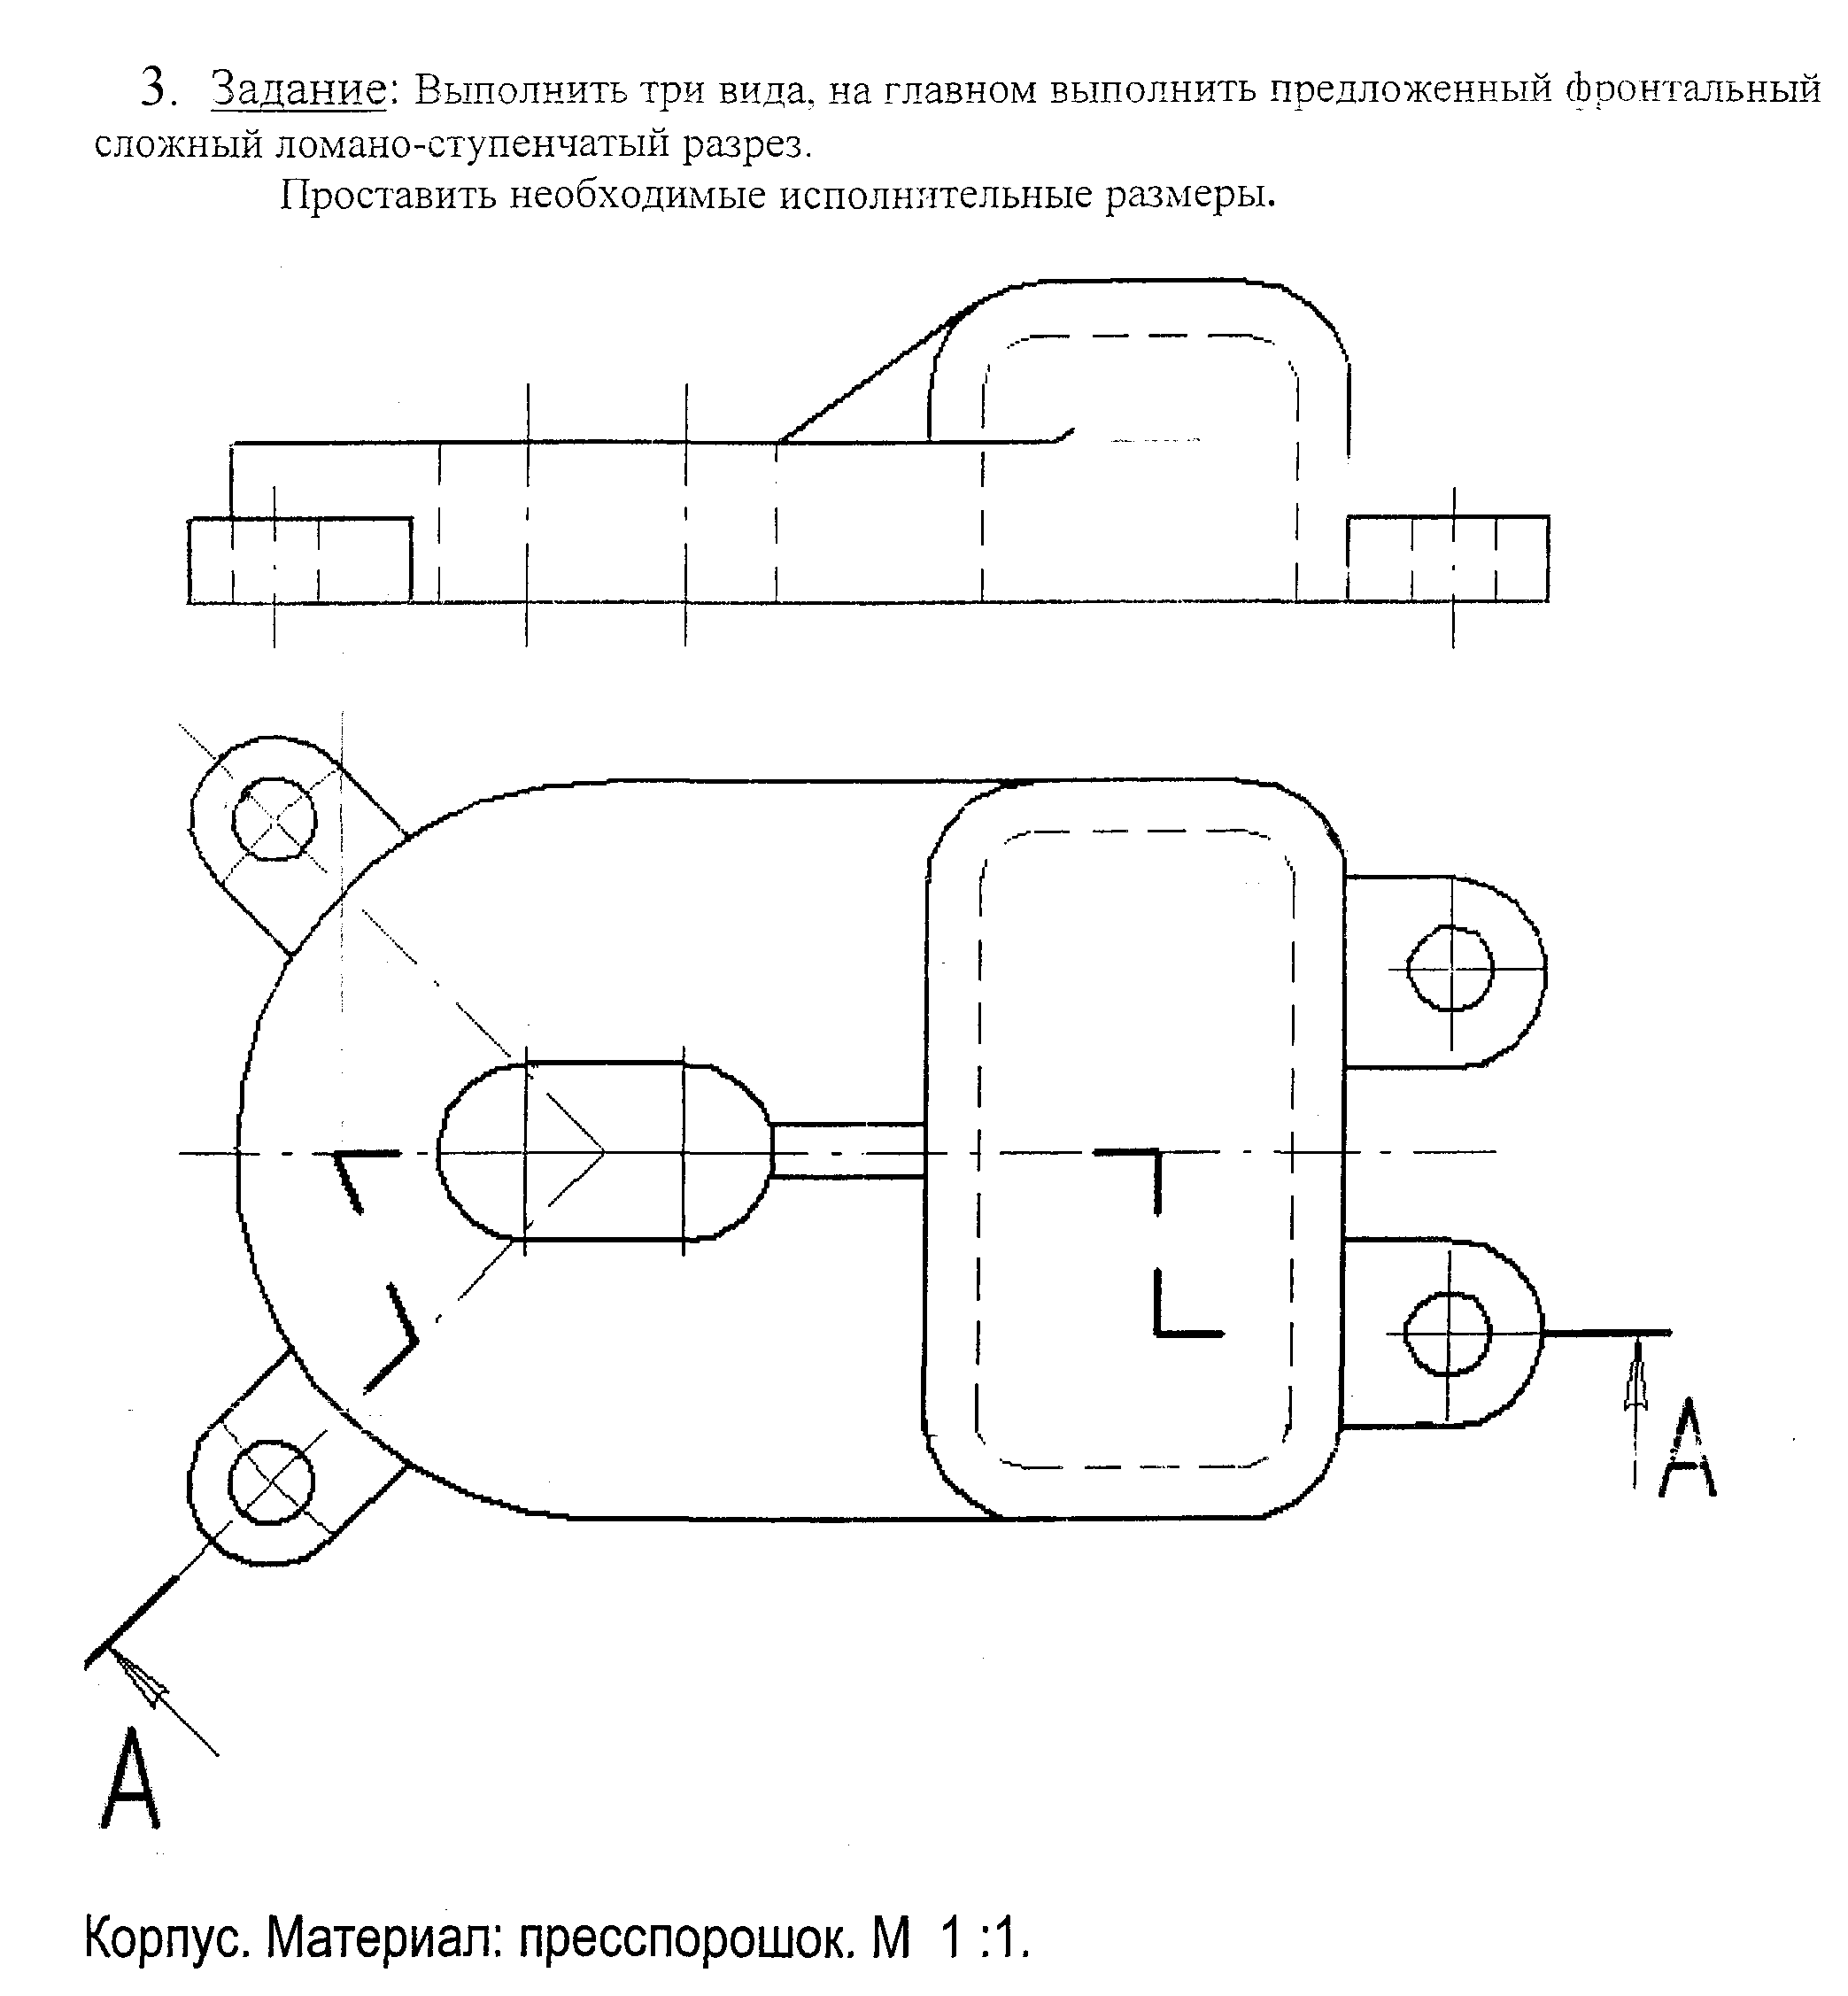 3. Задание: Выполнить три вида, на главном выполнить предложенный фронтальный
сложный ломано-ступенчатый разрез.
Проставить необходимые исполнительные размеры.
А
А
Корпус. Материал: пресспорошок. М 1 :1.